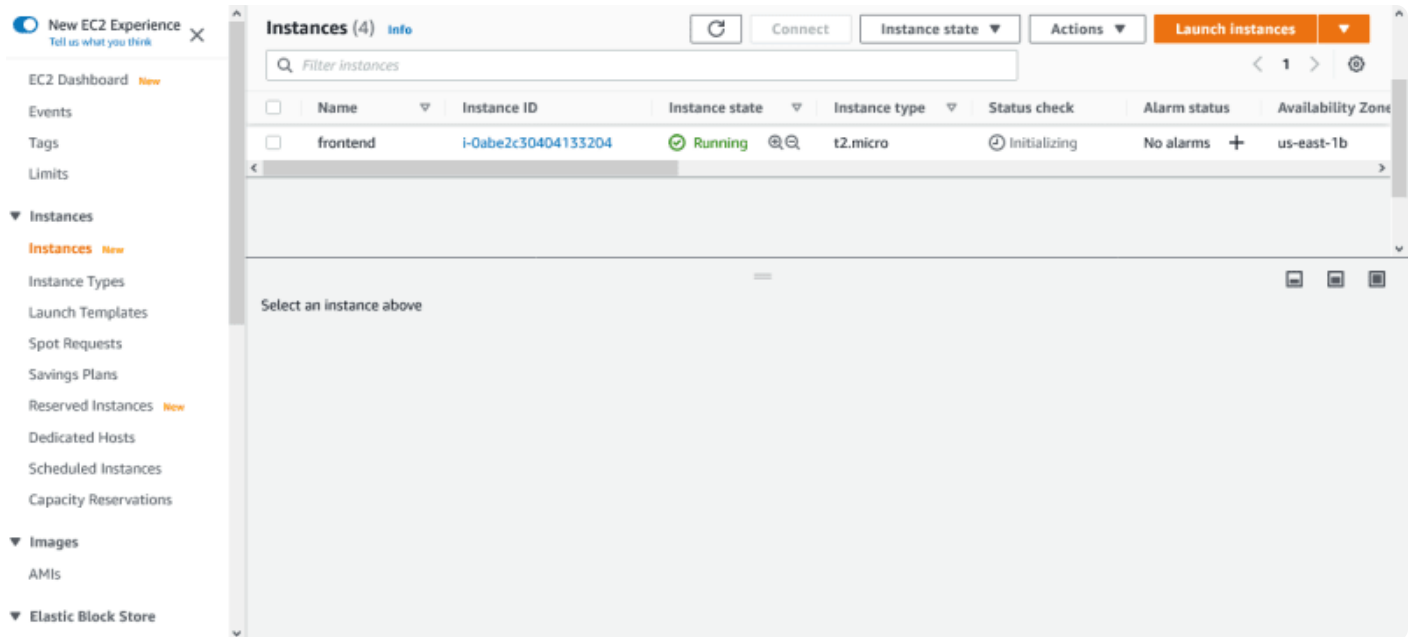 New EC2 Experience
Tell us what you think
EC2 Dashboard New
Events
Tags
Limits
Instances
Instances New
Instance Types
Launch Templates
Spot Requests
Savings Plans
Reserved Instances New
Dedicated Hosts
Scheduled Instances
Capacity Reservations
Images
AMIs
Elastic Block Store
Instances (4) Info
Connect
Instance state
Actions
Launch instances
Filter instances
1
Name Instance ID Instance state Instance type Status check Alarm status Availability Zone
frontend i-0abe2c30404133204 Running t2.micro Initializing No alarms + us-east-1b
Select an instance above